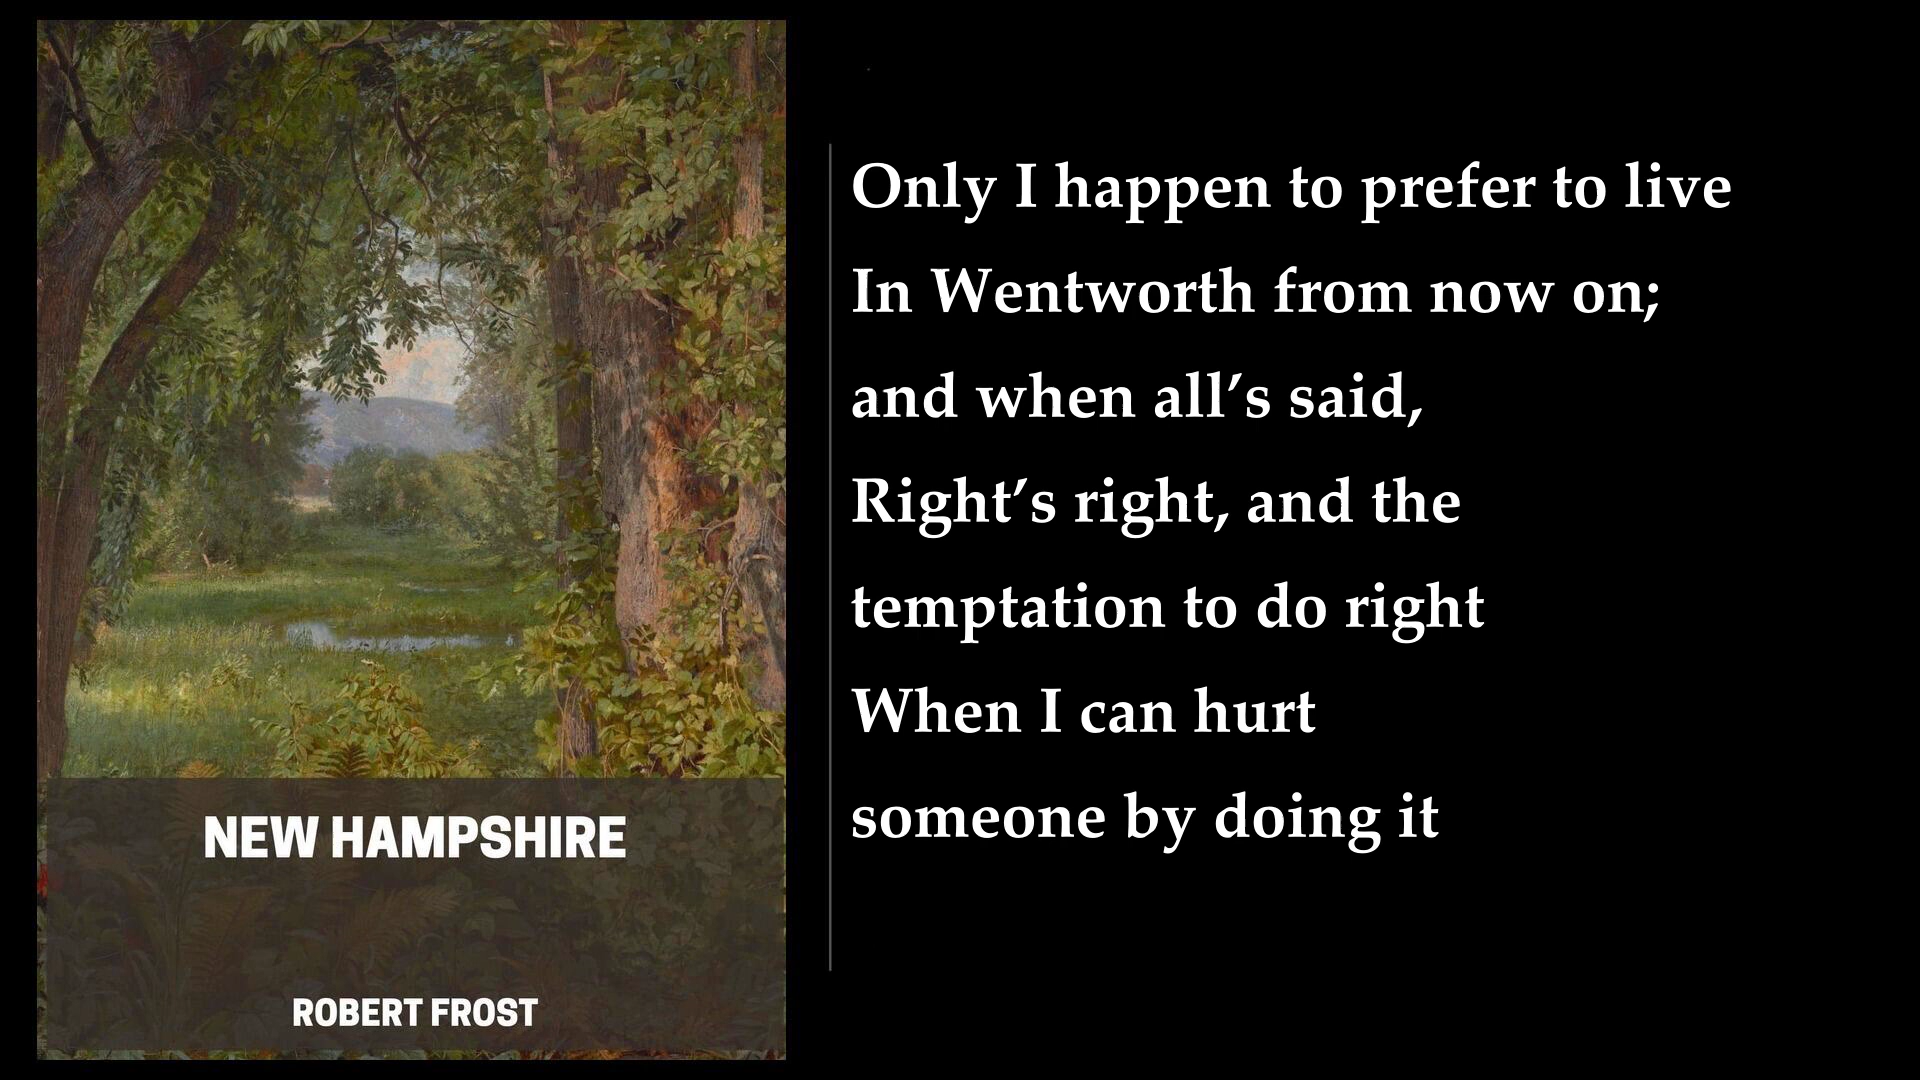 NEW HAMPSHIRE
ROBERT FROST
Only I happen to prefer to live
In Wentworth from now on;
and when all’s said,
Right’s right, and the
temptation to do right
When I can hurt
someone by doing it